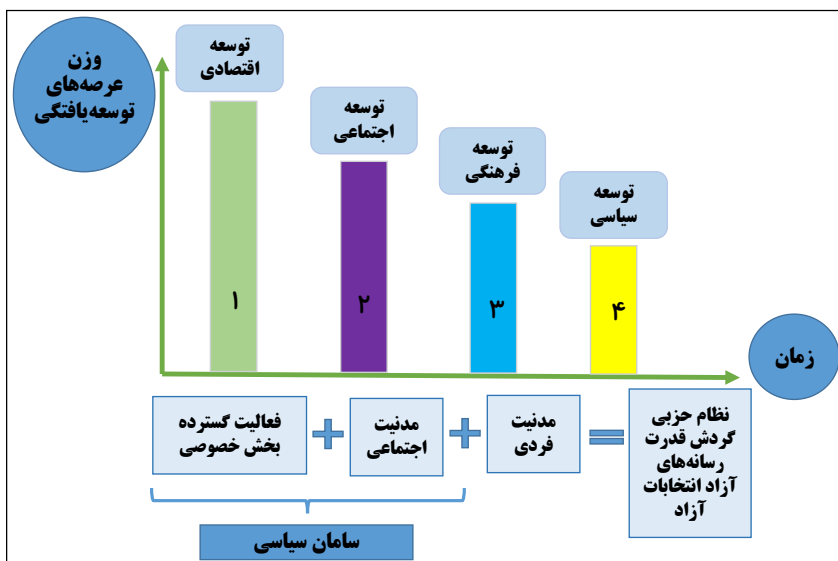 وزن
عرصه‌های
توسعه‌یافتگی
توسعه
اقتصادی
توسعه
اجتماعی
توسعه
فرهنگی
توسعه
سیاسی
۱
۲
۳
۴
زمان
فعالیت گسترده
بخش خصوصی
+
مدنیت
اجتماعی
+
مدنیت
فردی
=
نظام حزبی
گردش قدرت
رسانه‌های
آزاد انتخابات
آزاد
سامان سیاسی